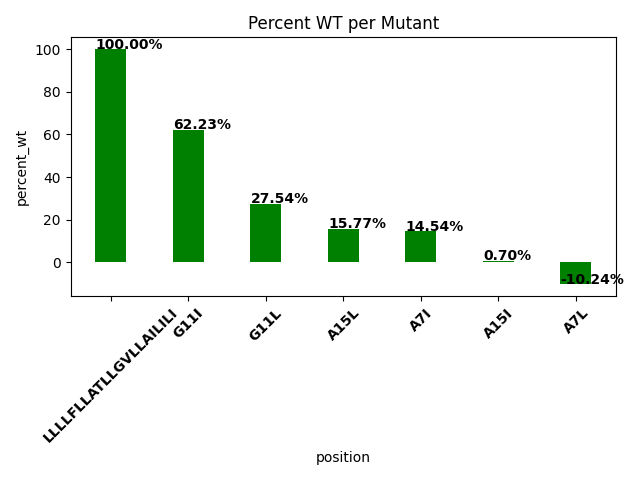 Percent WT per Mutant
percent_wt
100
80
60
40
20
0
100.00%
62.23%
27.54%
15.77%
14.54%
0.70%
-10.24%
LLLLFLLATLLGVLLAILILI
G11I
G11L
A15L
A7I
A15I
A7L
position